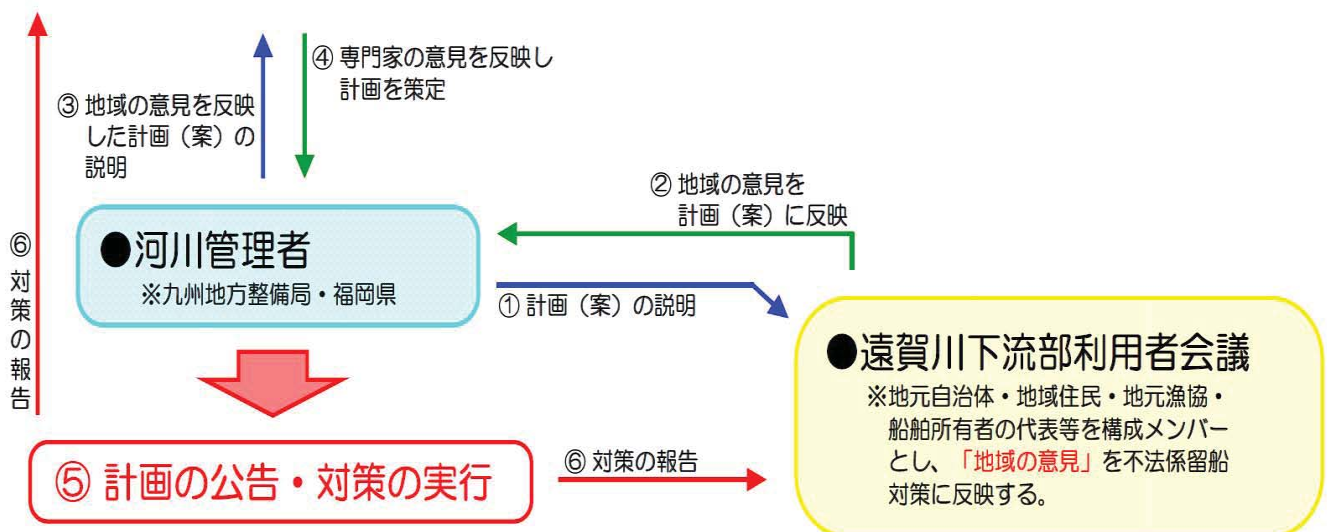 ④ 専門家の意見を反映し
計画を策定
③ 地域の意見を反映
した計画（案）の
説明
② 地域の意見を
計画（案）に反映
●河川管理者
※九州地方整備局・福岡県
① 計画（案）の説明
⑥対策の報告
●遠賀川下流部利用者会議
※地元自治体・地域住民・地元漁協・
船舶所有者の代表等を構成メンバー
とし、「地域の意見」を不法係留船
対策に反映する。
⑤ 計画の公告・対策の実行
⑥ 対策の報告